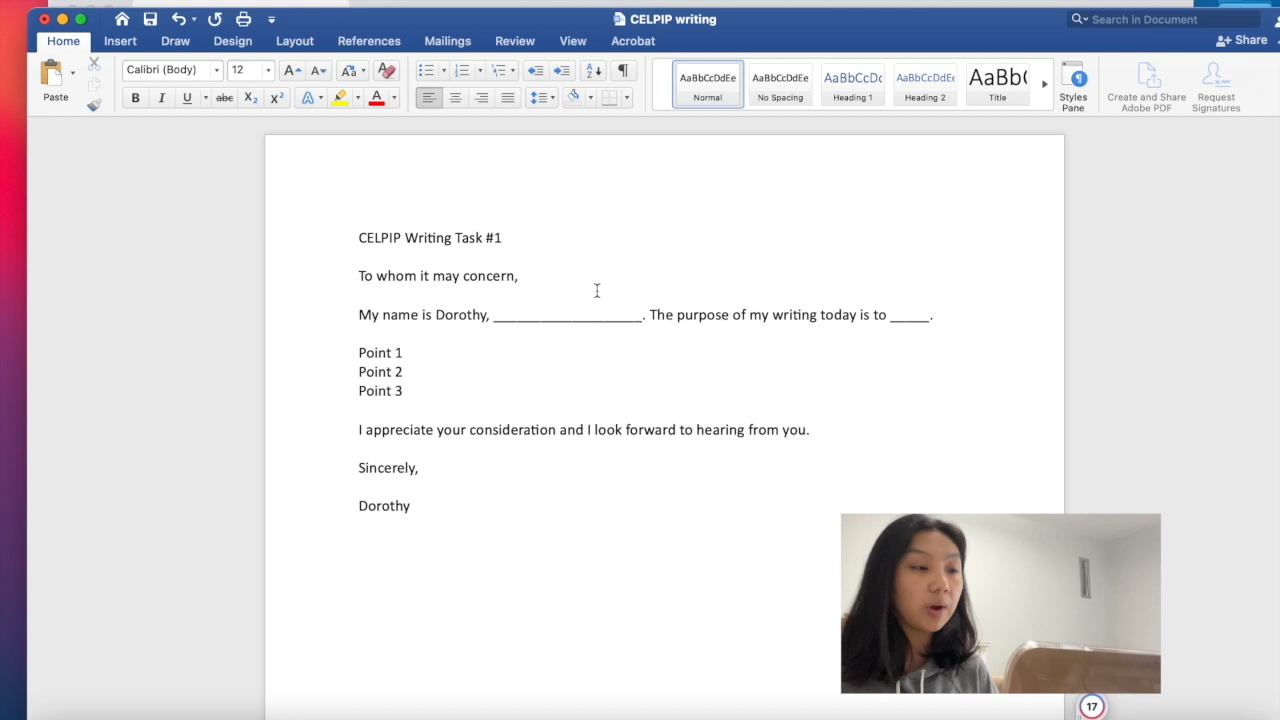 CELPIP writing
Search in Document
Home Insert Draw Design Layout References Mailings Review View Acrobat
Share
Paste
Calibri (Body) 12
AaBbCcDdEe AaBbCcDdEe AaBbCcDc AaBbCcDdEe AaBb(
Normal No Spacing Heading 1 Heading 2 Title
Styles Pane
Create and Share Adobe PDF
Request Signatures
CELPIP Writing Task #1
To whom it may concern,
My name is Dorothy, ___________________. The purpose of my writing today is to _____.
Point 1
Point 2
Point 3
I appreciate your consideration and I look forward to hearing from you.
Sincerely,
Dorothy
17